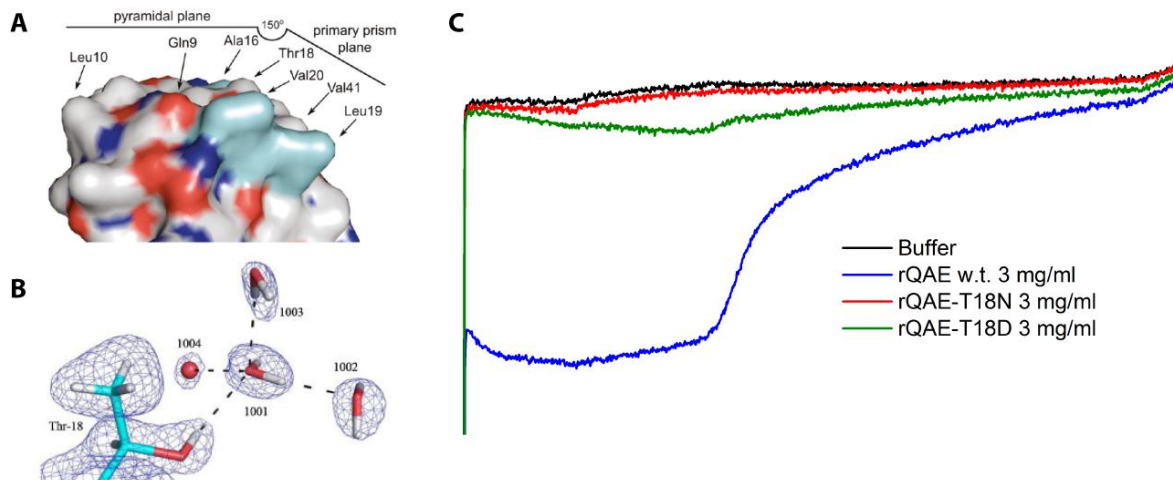 A
pyramidal plane
150º
primary prism
plane
Leu10
Gln9
Ala16
Thr18
Val20
Val41
Leu19
B
1003
1004
1002
1001
Thr-18
C
Buffer
rQAE w.t. 3 mg/ml
rQAE-T18N 3 mg/ml
rQAE-T18D 3 mg/ml